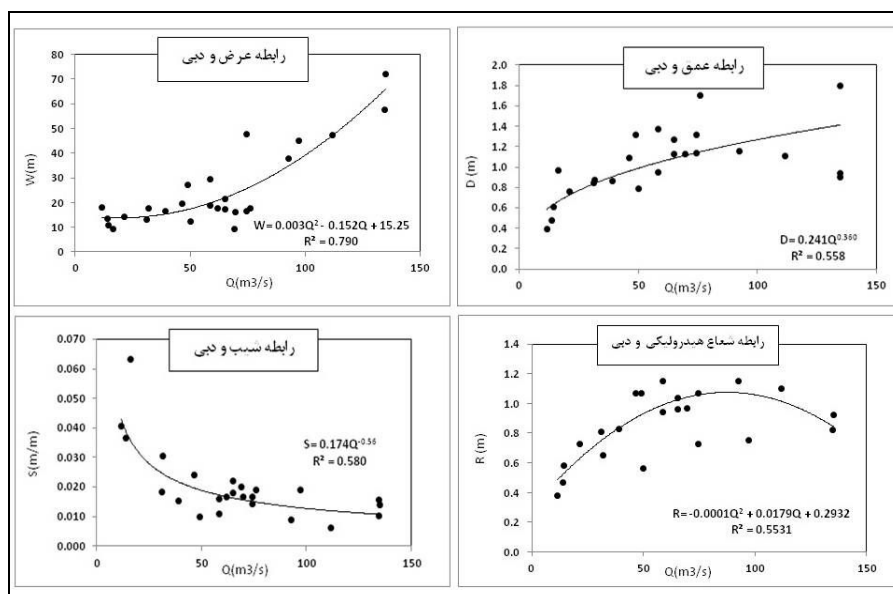 رابطه عرض و دبی
80
70
60
50
40
30
20
10
0
W(m)
W= 0.003Q² - 0.152Q + 15.25
R² = 0.790
0 50 100 150
Q(m3/s)
رابطه عمق و دبی
2.0
1.8
1.6
1.4
1.2
1.0
0.8
0.6
0.4
0.2
0.0
D (m)
D= 0.241Q^0.360
R² = 0.558
0 50 100 150
Q(m3/s)
رابطه شیب و دبی
0.070
0.060
0.050
0.040
0.030
0.020
0.010
0.000
S(m/m)
S= 0.174Q^-0.56
R² = 0.580
0 50 100 150
Q(m3/s)
رابطه شعاع هیدرولیکی و دبی
1.4
1.2
1.0
0.8
0.6
0.4
0.2
0.0
R (m)
R= -0.0001Q² + 0.0179Q + 0.2932
R² = 0.5531
0 50 100 150
Q(m3/s)